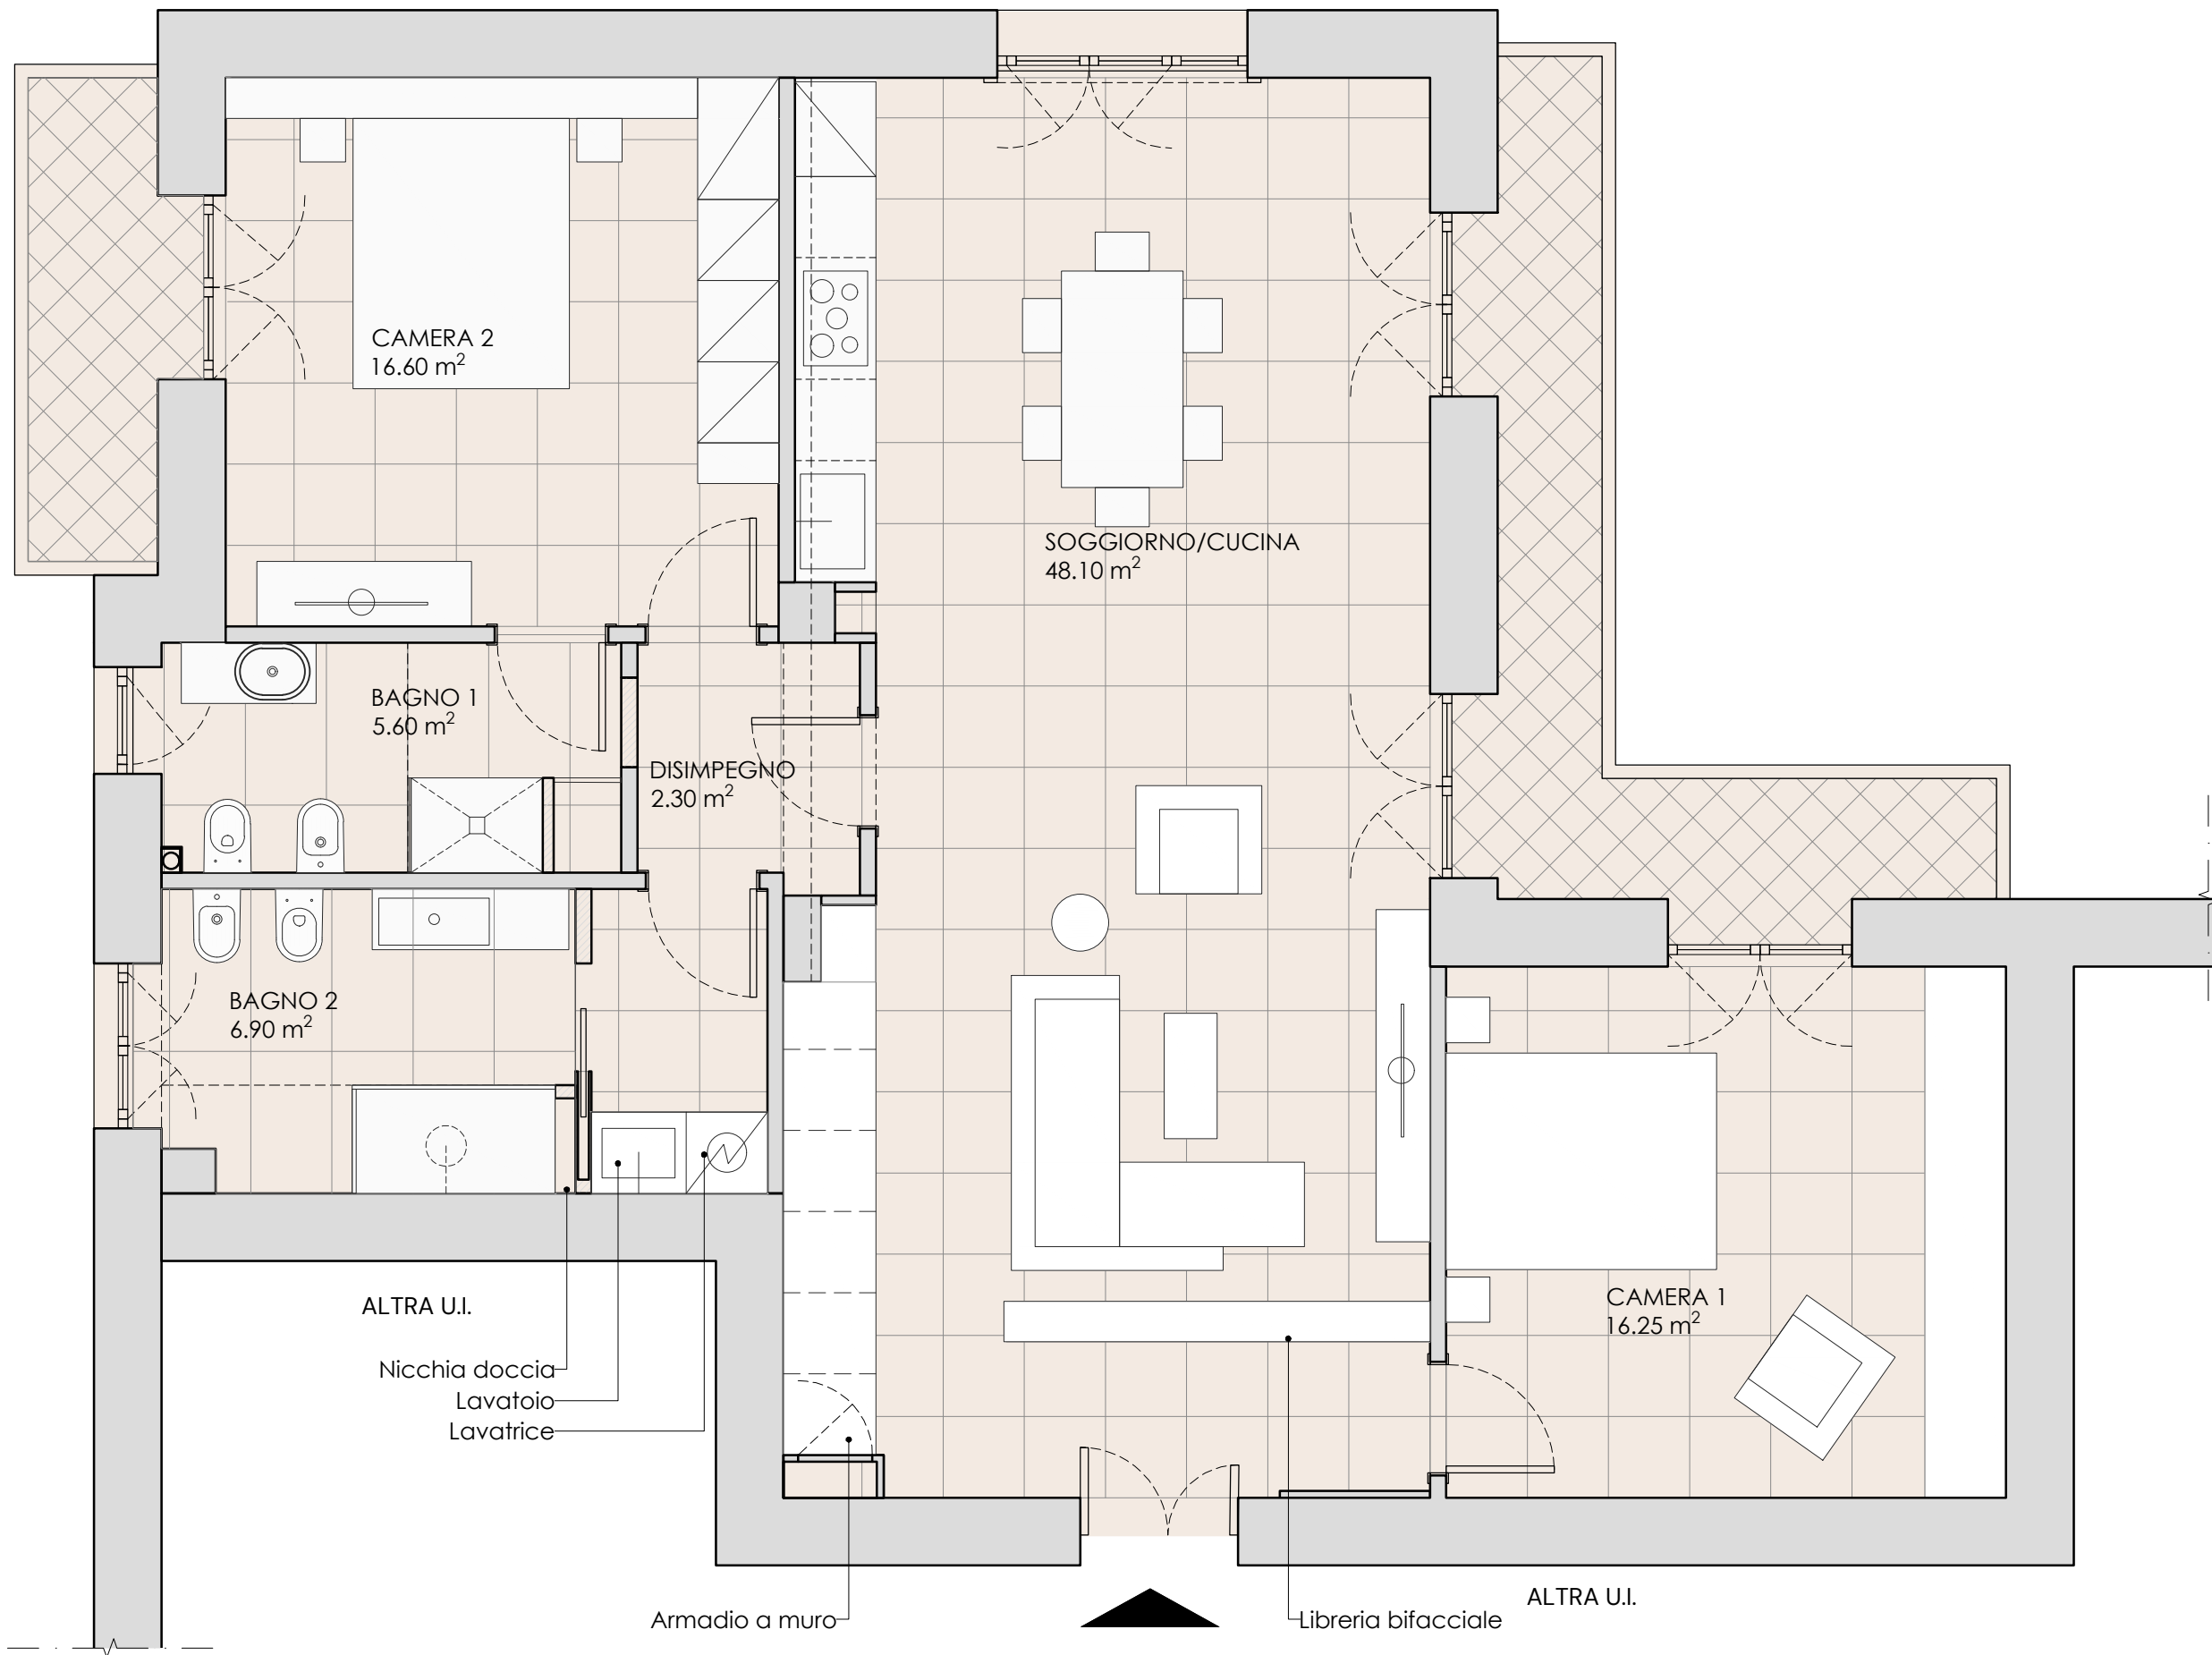 CAMERA 2
16.60 m²
SOGGIORNO/CUCINA
48.10 m²
BAGNO 1
5.60 m²
DISIMPEGNO
2.30 m²
BAGNO 2
6.90 m²
CAMERA 1
16.25 m²
ALTRA U.I.
Nicchia doccia
Lavatoio
Lavatrice
Armadio a muro
Libreria bifacciale
ALTRA U.I.